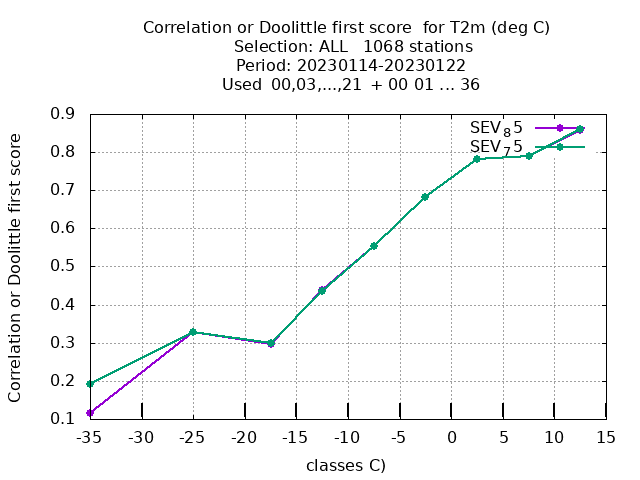 Correlation or Doolittle first score  for T2m (deg C)
Selection: ALL   1068 stations
Period: 20230114-20230122
Used  00,03,...,21  + 00 01 ... 36
Correlation or Doolittle first score
0.9
0.8
0.7
0.6
0.5
0.4
0.3
0.2
0.1
SEV₈5
SEV₇5
-35 -30 -25 -20 -15 -10 -5 0 5 10 15
classes C)